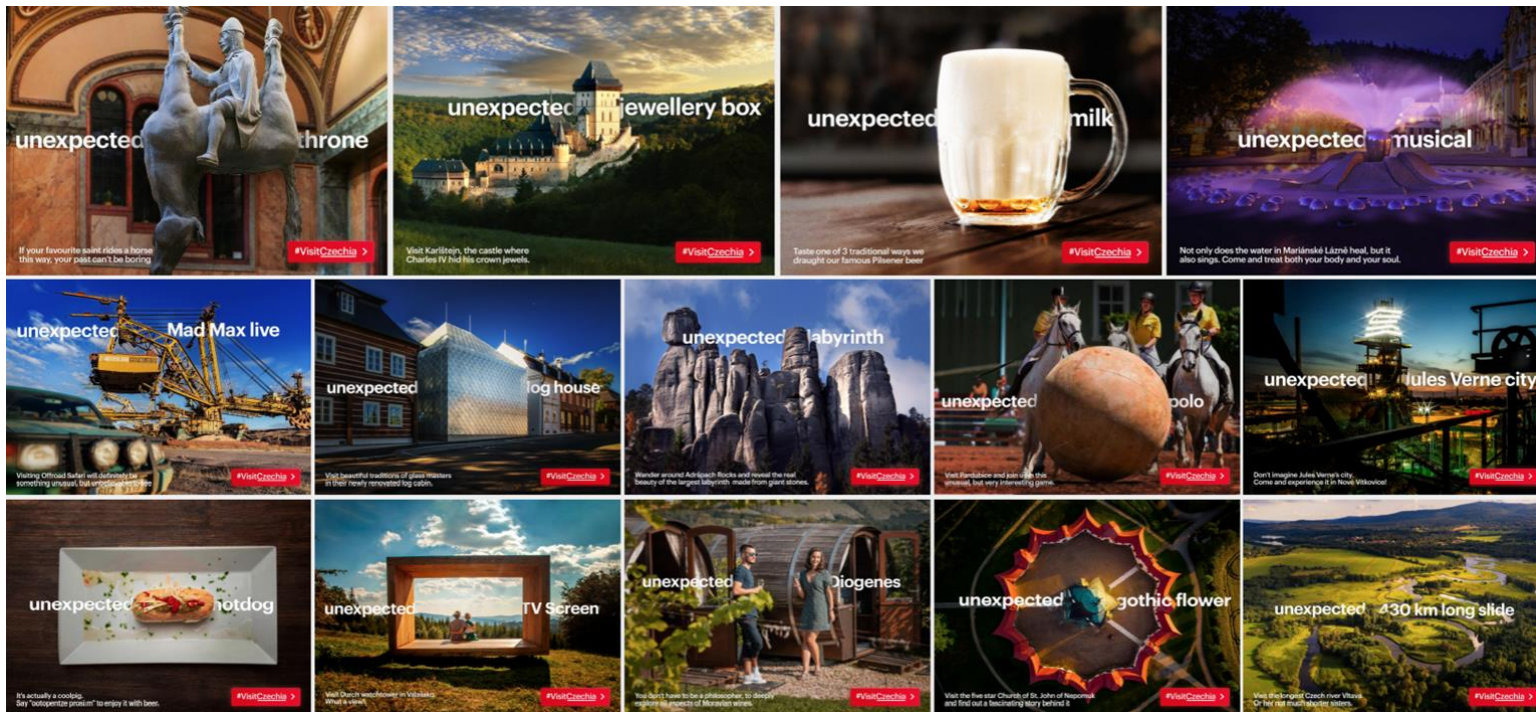 unexpected throne
If your favourite saint rides a horse
this way, your past can't be boring
#VisitCzechia >
unexpected jewellery box
Visit Karlštejn, the castle where
Charles IV hid his crown jewels.
#VisitCzechia >
unexpected milk
Taste one of 3 traditional ways we
draught our famous Pilsener beer
#VisitCzechia >
unexpected musical
Not only does the water in Mariánské Lázně heal, but it
also sings. Come and treat both your body and your soul.
#VisitCzechia >
unexpected Mad Max live
Visiting Offroad Safari will definitely be
something unusual, but
#VisitCzechia >
unexpected log house
Visit beautiful traditions of glass masters
in their newly renovated log cabin.
#VisitCzechia >
unexpected labyrinth
Wander around Adršpach Rocks and reveal the real
beauty of the largest labyrinth made from giant stones.
#VisitCzechia >
unexpected polo
Visit Pardubice and join us in this
unusual, but very interesting game.
#VisitCzechia >
unexpected Jules Verne city
Don't imagine Jules Verne's city.
Come and experience it in Nové Vítkovice!
#VisitCzechia >
unexpected hotdog
It's actually a coolpig.
Say "ootopentze prosim" to enjoy it with beer.
#VisitCzechia >
unexpected TV Screen
Visit Durch watchtower in
What a view!
#VisitCzechia >
unexpected Diogenes
You don't have to be a philosopher, to deeply
explore all aspects of Moravian wines.
#VisitCzechia >
unexpected gothic flower
Visit the five star Church of St. John of Nepomuk
and find out a fascinating story behind it
#VisitCzechia >
unexpected 430 km long slide
Visit the longest Czech river Vltava.
Or her not much shorter sisters.
#VisitCzechia >